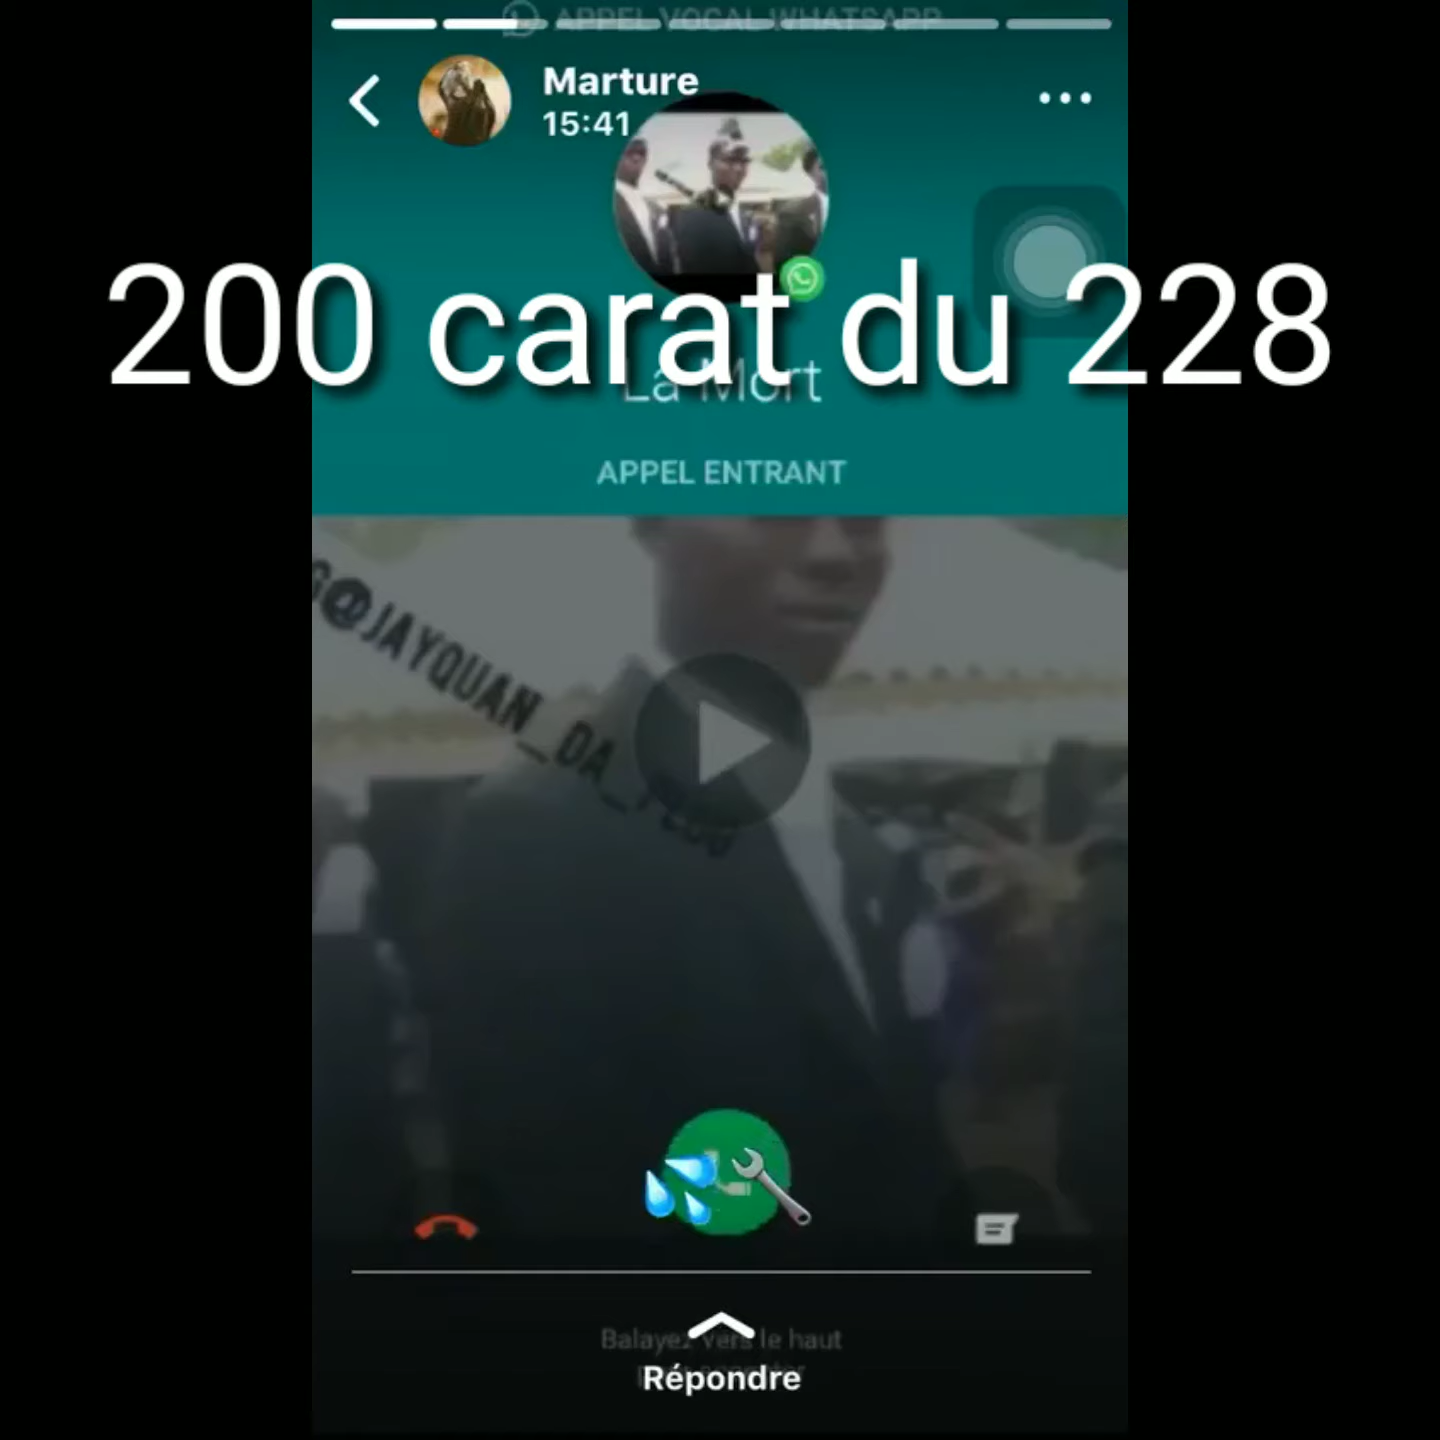 APPEL VOCAL WHATSAPP
Marture
15:41
200 carat du 228
La Mort
APPEL ENTRANT
G@JAYQUAN_DA_
Balayez vers le haut
Répondre